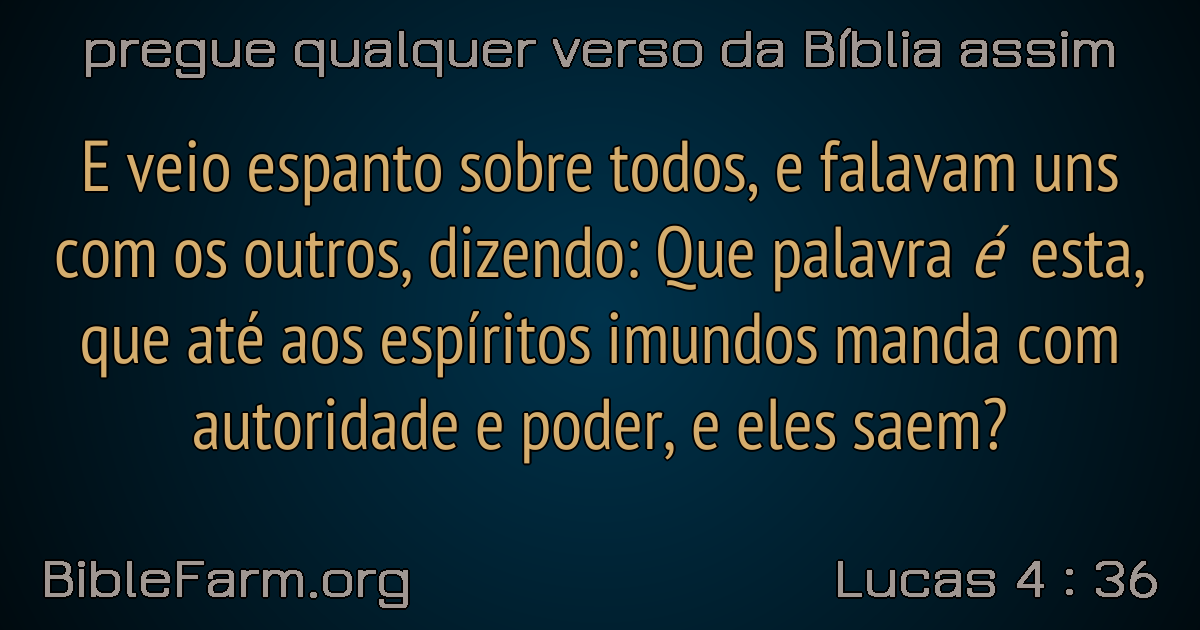 pregue qualquer verso da Bíblia assim
E veio espanto sobre todos, e falavam uns
com os outros, dizendo: Que palavra é esta,
que até aos espíritos imundos manda com
autoridade e poder, e eles saem?
BibleFarm.org
Lucas 4 : 36